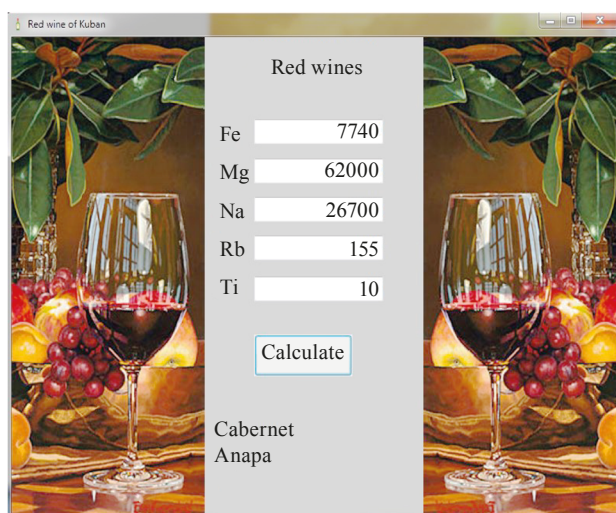 Red wine of Kuban
Red wines
Fe 7740
Mg 62000
Na 26700
Rb 155
Ti 10
Calculate
Cabernet
Anapa